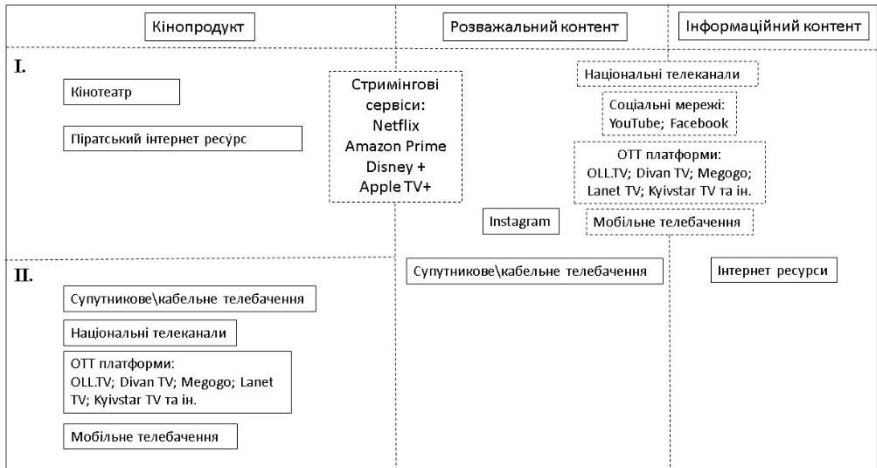 Кінопродукт
Розважальний контент
Інформаційний контент
I.
Кінотеатр
Піратський інтернет ресурс
Стримінгові
сервіси:
Netflix
Amazon Prime
Disney +
Apple TV+
Національні телеканали
Соціальні мережі:
YouTube; Facebook
ОТТ платформи:
OLL.TV; Divan TV; Megogo;
Lanet TV; Kyivstar TV та ін.
Instagram
Мобільне телебачення
II.
Супутникове\кабельне телебачення
Національні телеканали
ОТТ платформи:
OLL.TV; Divan TV; Megogo; Lanet
TV; Kyivstar TV та ін.
Мобільне телебачення
Супутникове\кабельне телебачення
Інтернет ресурси